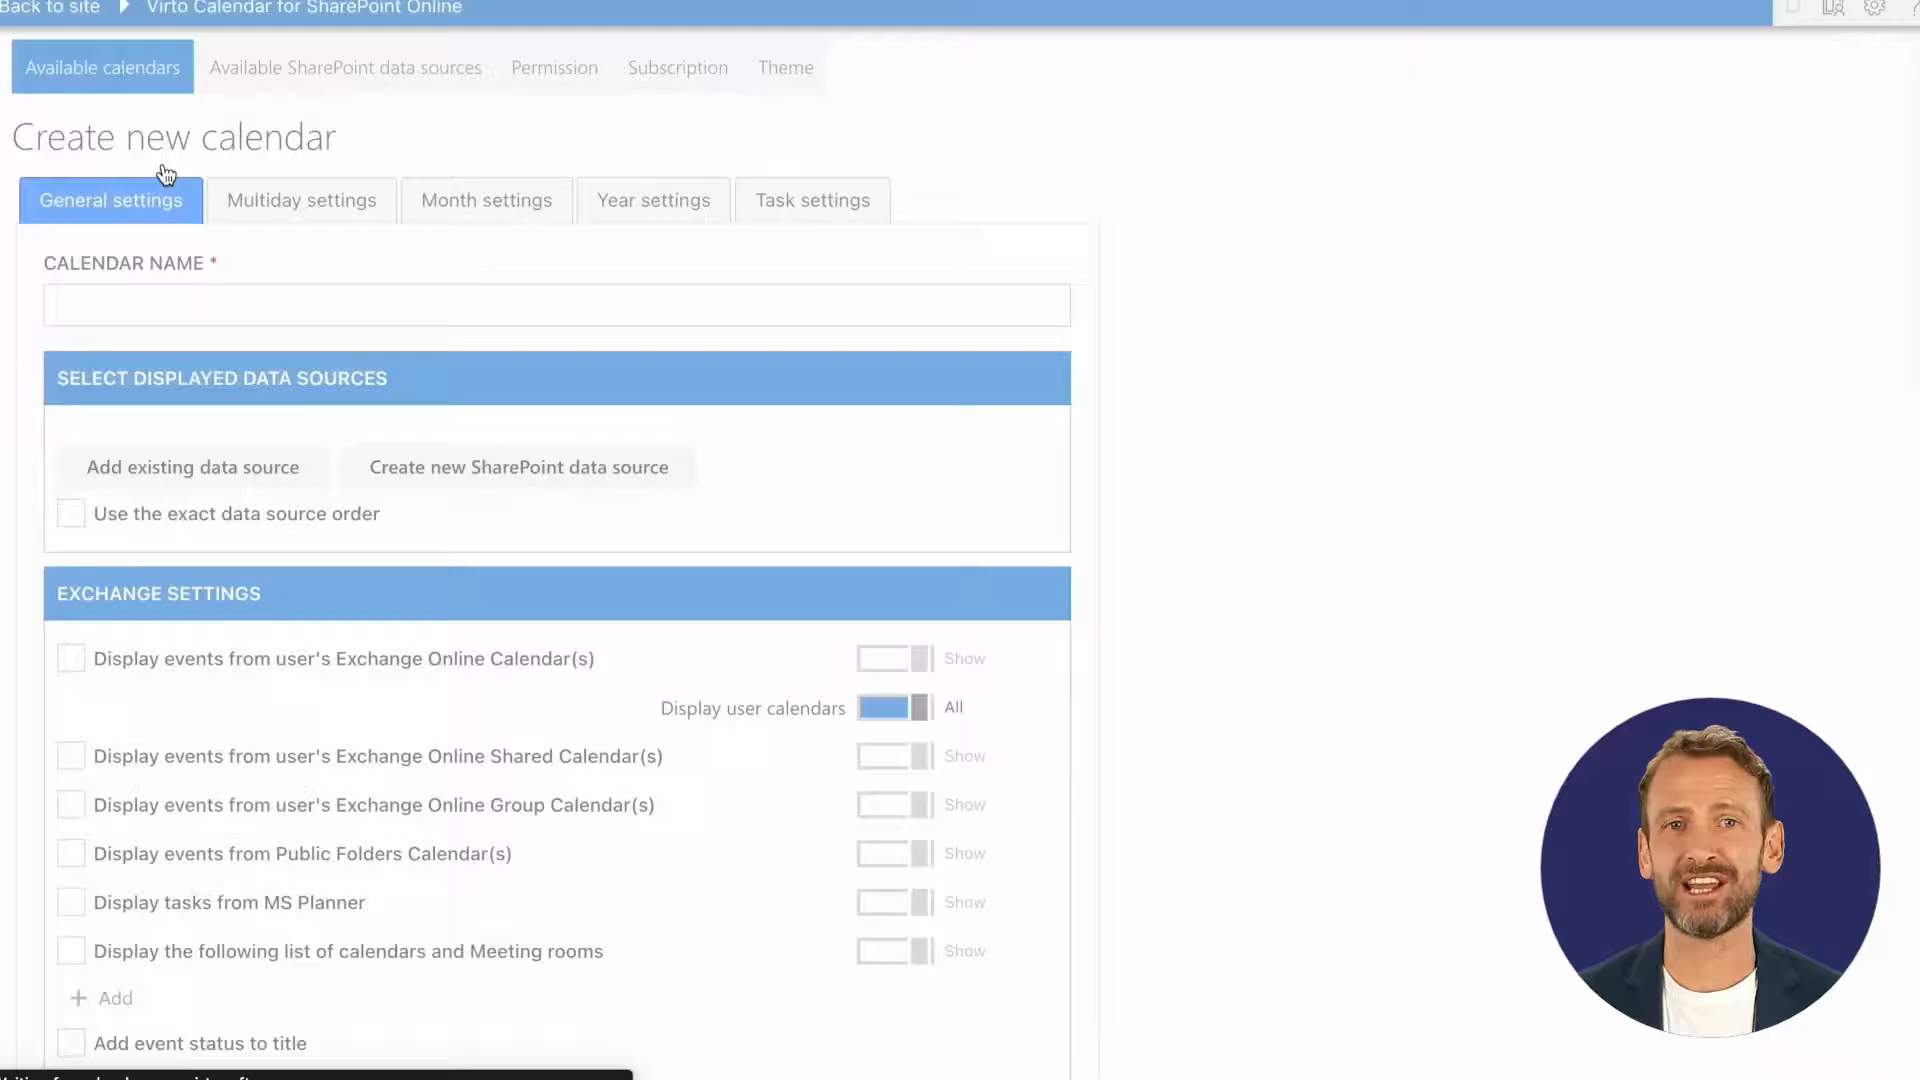 Back to site Virto Calendar for SharePoint Online
Available calendars Available SharePoint data sources Permission Subscription Theme
Create new calendar
General settings Multiday settings Month settings Year settings Task settings
CALENDAR NAME *
SELECT DISPLAYED DATA SOURCES
Add existing data source Create new SharePoint data source
Use the exact data source order
EXCHANGE SETTINGS
Display events from user's Exchange Online Calendar(s) Show
Display user calendars All
Display events from user's Exchange Online Shared Calendar(s) Show
Display events from user's Exchange Online Group Calendar(s) Show
Display events from Public Folders Calendar(s) Show
Display tasks from MS Planner Show
Display the following list of calendars and Meeting rooms Show
+ Add
Add event status to title